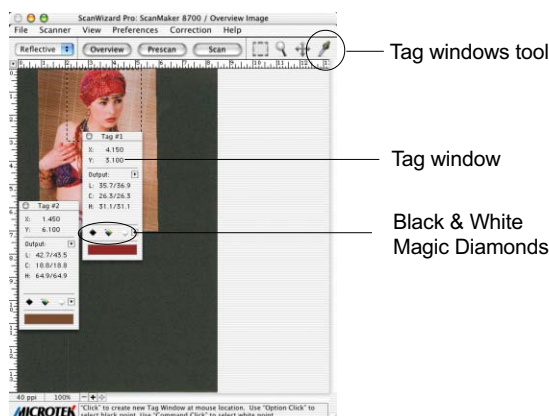 ScanWizard Pro: ScanMaker 8700 / Overview Image
File Scanner View Preferences Correction Help
Reflective Overview Prescan Scan
Tag windows tool
Tag #1
X: 4.150
Y: 3.100
Tag window
Output:
L: 35.7/36.9
C: 26.3/26.3
H: 31.1/31.1
Tag #2
X: 1.450
Y: 6.100
Output:
L: 42.7/43.5
C: 18.8/18.8
H: 64.9/64.9
Black & White
Magic Diamonds
40 ppi 100%
MICROTEK
"Click" to create new Tag Window at mouse location. Use "Option Click" to
select black point. Use "Command Click" to select white point.